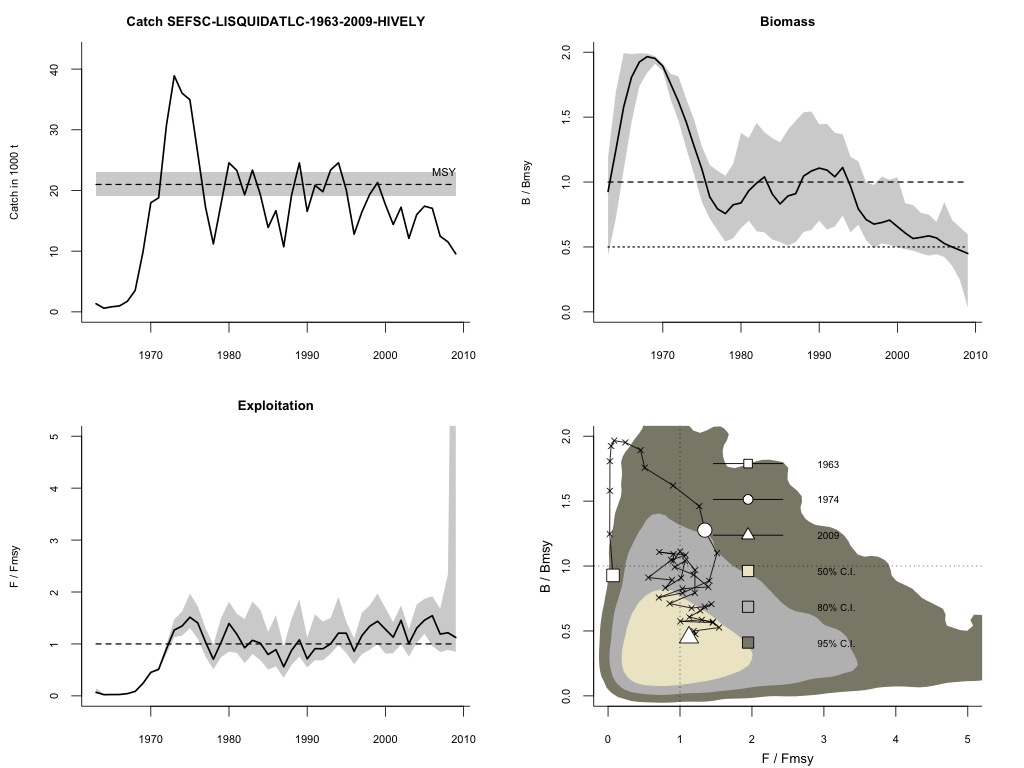 Catch SEFSC-LISQUIDATLC-1963-2009-HIVELY
Catch in 1000 t
40
30
20
10
0
MSY
1970 1980 1990 2000 2010
Biomass
B / Bmsy
2.0
1.5
1.0
0.5
0.0
1970 1980 1990 2000 2010
Exploitation
F / Fmsy
5
4
3
2
1
0
1970 1980 1990 2000 2010
B / Bmsy
2.0
1.5
1.0
0.5
0.0
1963
1974
2009
50% C.I.
80% C.I.
95% C.I.
0 1 2 3 4 5
F / Fmsy